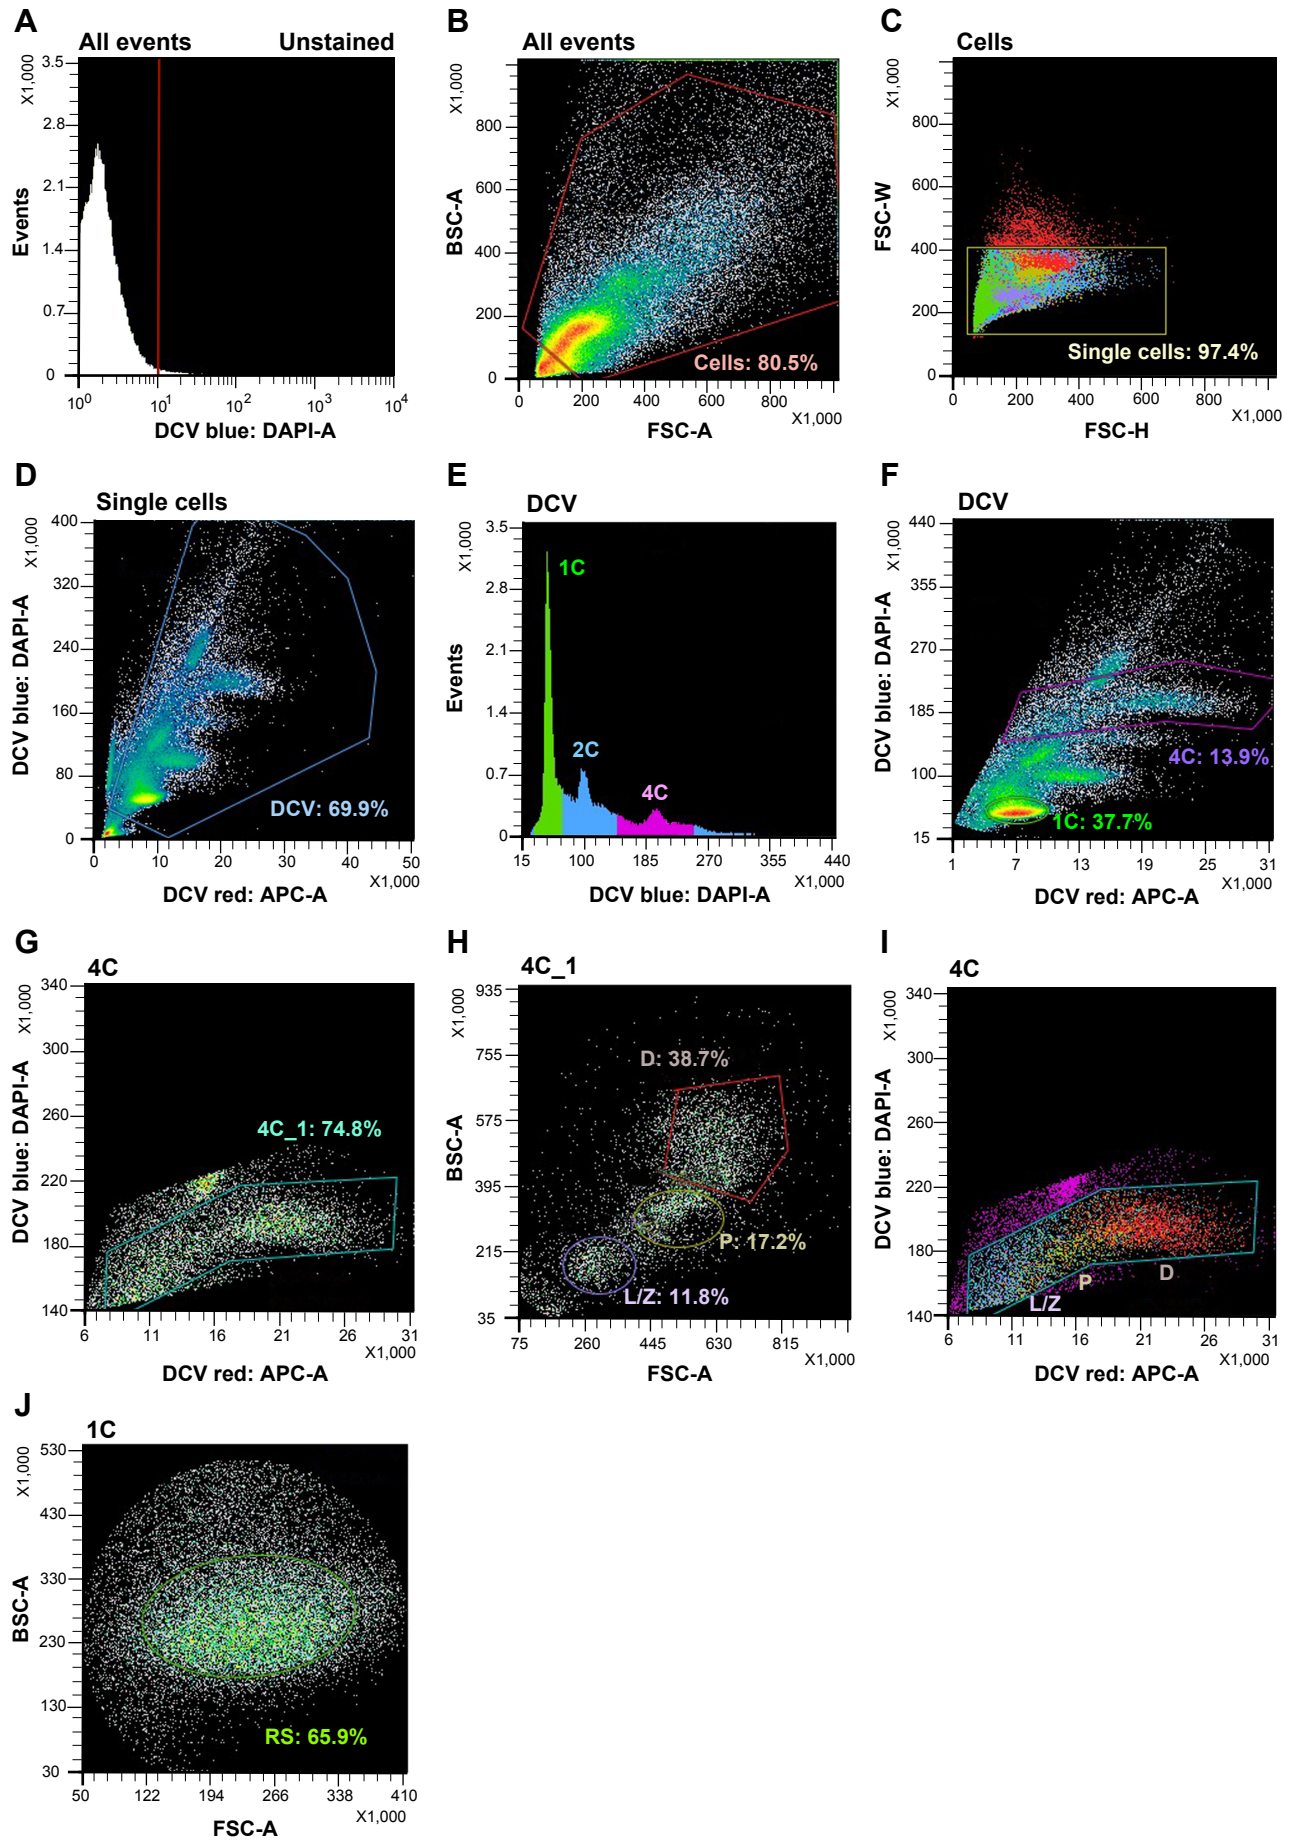 A
All events Unstained
X1,000
3.5
2.8
2.1
1.4
0.7
0
Events
10⁰ 10¹ 10² 10³ 10⁴
DCV blue: DAPI-A
B
All events
X1,000
800
600
400
200
0
BSC-A
Cells: 80.5%
0 200 400 600 800
X1,000
FSC-A
C
Cells
X1,000
800
600
400
200
0
FSC-W
Single cells: 97.4%
0 200 400 600 800
X1,000
FSC-H
D
Single cells
X1,000
400
320
240
160
80
0
DCV blue: DAPI-A
DCV: 69.9%
0 10 20 30 40 50
X1,000
DCV red: APC-A
E
DCV
X1,000
3.5
2.8
2.1
1.4
0.7
0
Events
1C
2C
4C
15 100 185 270 355 440
X1,000
DCV blue: DAPI-A
F
DCV
X1,000
440
355
270
185
100
15
DCV blue: DAPI-A
4C: 13.9%
1C: 37.7%
1 7 13 19 25 31
X1,000
DCV red: APC-A
G
4C
X1,000
340
300
260
220
180
140
DCV blue: DAPI-A
4C_1: 74.8%
6 11 16 21 26 31
X1,000
DCV red: APC-A
H
4C_1
X1,000
935
755
575
395
215
35
BSC-A
D: 38.7%
P: 17.2%
L/Z: 11.8%
75 260 445 630 815
X1,000
FSC-A
I
4C
X1,000
340
300
260
220
180
140
DCV blue: DAPI-A
D
P
L/Z
6 11 16 21 26 31
X1,000
DCV red: APC-A
J
1C
X1,000
530
430
330
230
130
30
BSC-A
RS: 65.9%
50 122 194 266 338 410
X1,000
FSC-A